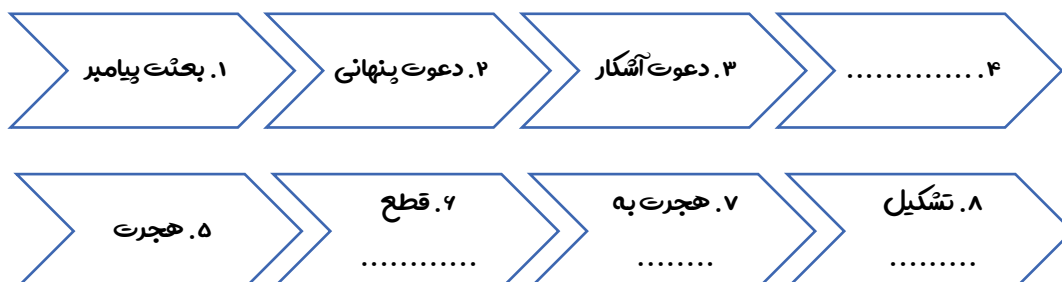 ۱. بعثت پیامبر
۲. دعوت پنهانی
۳. دعوت آشکار
۴. ..............
۵. هجرت
۶. قطع
............
۷. هجرت به
........
۸. تشکیل
.........